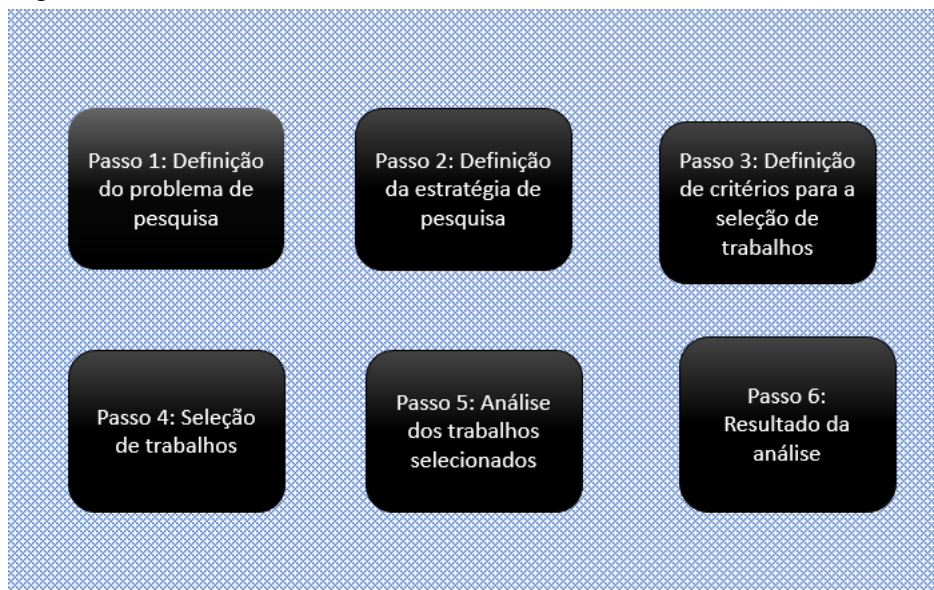 Passo 1: Definição
do problema de
pesquisa
Passo 2: Definição
da estratégia de
pesquisa
Passo 3: Definição
de critérios para a
seleção de
trabalhos
Passo 4: Seleção
de trabalhos
Passo 5: Análise
dos trabalhos
selecionados
Passo 6:
Resultado da
análise